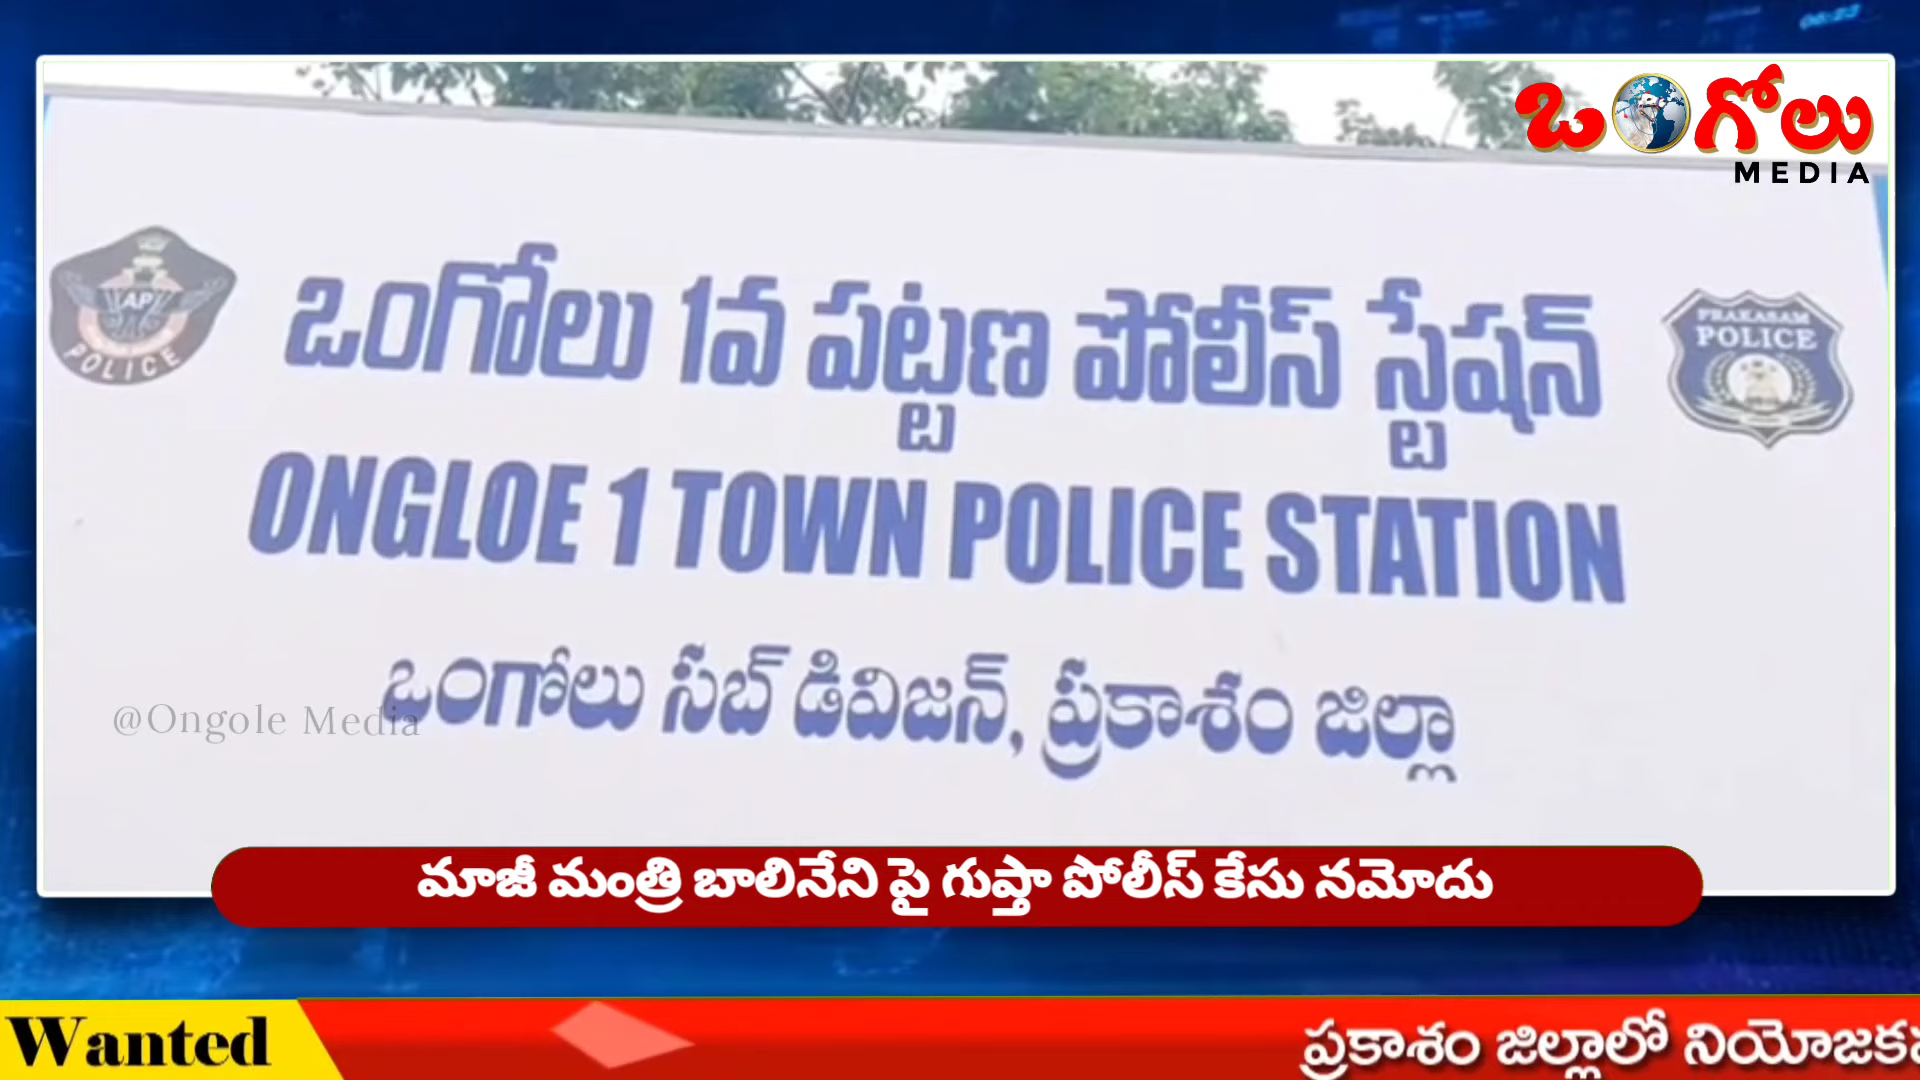 ఒంగోలు
MEDIA
AP
POLICE
ఒంగోలు 1వ పట్టణ పోలీస్ స్టేషన్
PRAKASAM
POLICE
ONGLOE 1 TOWN POLICE STATION
ఒంగోలు సబ్ డివిజన్, ప్రకాశం జిల్లా
@Ongole Media
మాజీ మంత్రి బాలినేని పై గుప్తా పోలీస్ కేసు నమోదు
Wanted
ప్రకాశం జిల్లాలో